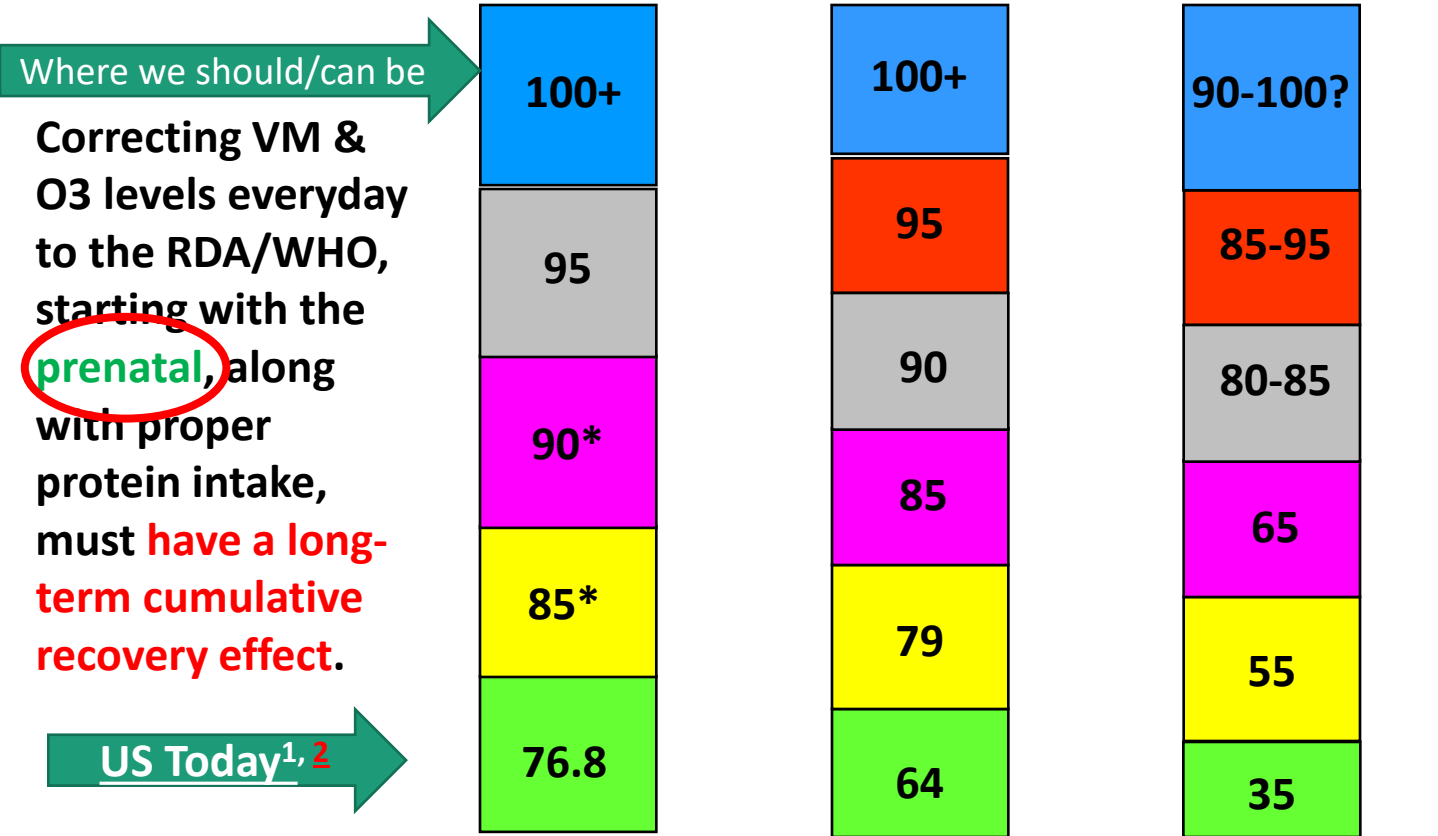 Where we should/can be
Correcting VM &
O3 levels everyday
to the RDA/WHO,
starting with the
prenatal, along
with proper
protein intake,
must have a long-
term cumulative
recovery effect.
US Today1, 2
100+
95
90*
85*
76.8
100+
95
90
85
79
64
90-100?
85-95
80-85
65
55
35